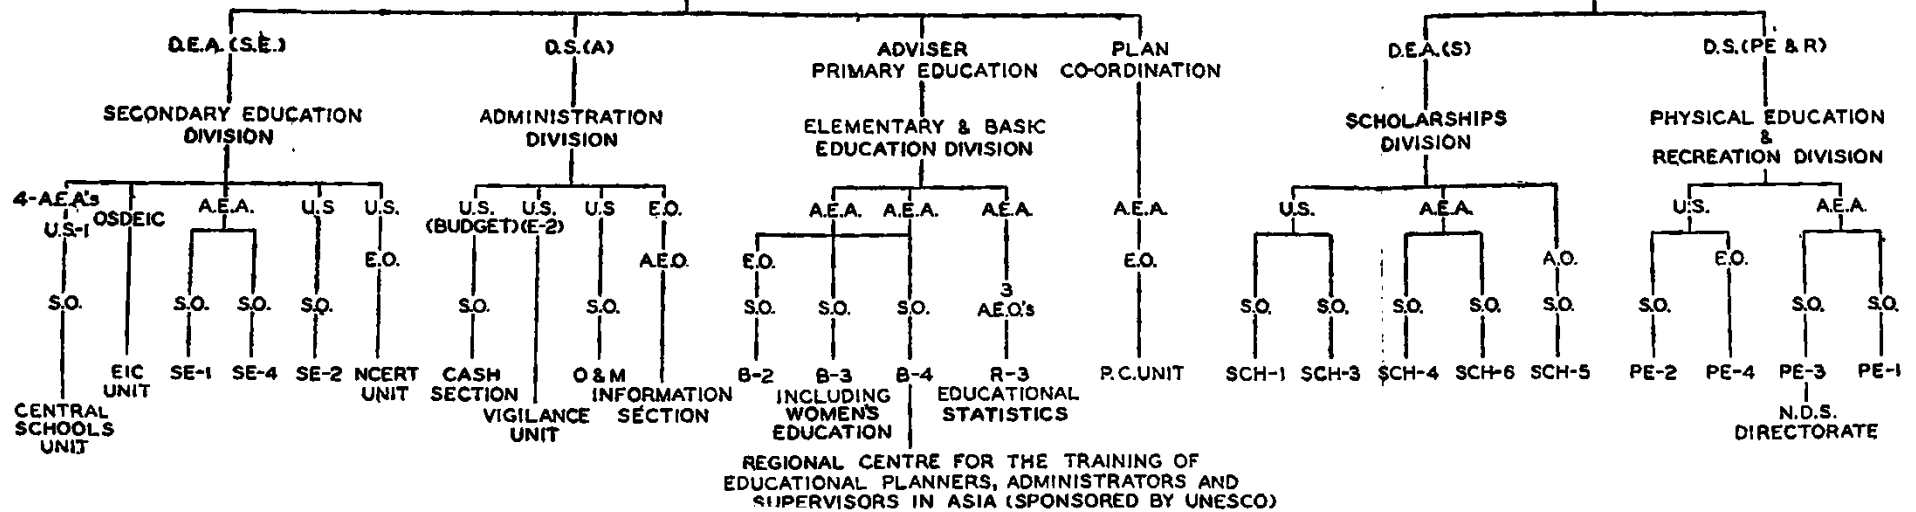 D.E.A. (S.E.)
D.S. (A)
ADVISER
PRIMARY EDUCATION
PLAN
CO-ORDINATION
D.E.A. (S)
D.S. (PE & R)
SECONDARY EDUCATION
DIVISION
ADMINISTRATION
DIVISION
ELEMENTARY & BASIC
EDUCATION DIVISION
SCHOLARSHIPS
DIVISION
PHYSICAL EDUCATION
&
RECREATION DIVISION
4-A.E.A's
U.S-1
OSDEIC
A.E.A.
U.S
U.S.
U.S.
(BUDGET)
U.S.
(E-2)
U.S
E.O.
A.E.A.
A.E.A.
A.E.A.
A.E.A.
U.S.
A.E.A.
U.S.
A.E.A.
E.O.
A.E.O.
E.O.
E.O.
A.O.
E.O.
S.O.
S.O.
S.O.
S.O.
S.O.
S.O.
S.O.
S.O.
S.O.
3
A.E.O.'s
S.O.
S.O.
S.O.
S.O.
S.O.
S.O.
S.O.
S.O.
CENTRAL
SCHOOLS
UNIT
EIC
UNIT
SE-1
SE-4
SE-2
NCERT
UNIT
CASH
SECTION
VIGILANCE
UNIT
O & M
INFORMATION
SECTION
B-2
B-3
INCLUDING
WOMEN'S
EDUCATION
B-4
R-3
EDUCATIONAL
STATISTICS
P.C. UNIT
SCH-1
SCH-3
SCH-4
SCH-6
SCH-5
PE-2
PE-4
PE-3
PE-1
N.D.S.
DIRECTORATE
REGIONAL CENTRE FOR THE TRAINING OF
EDUCATIONAL PLANNERS, ADMINISTRATORS AND
SUPERVISORS IN ASIA (SPONSORED BY UNESCO)